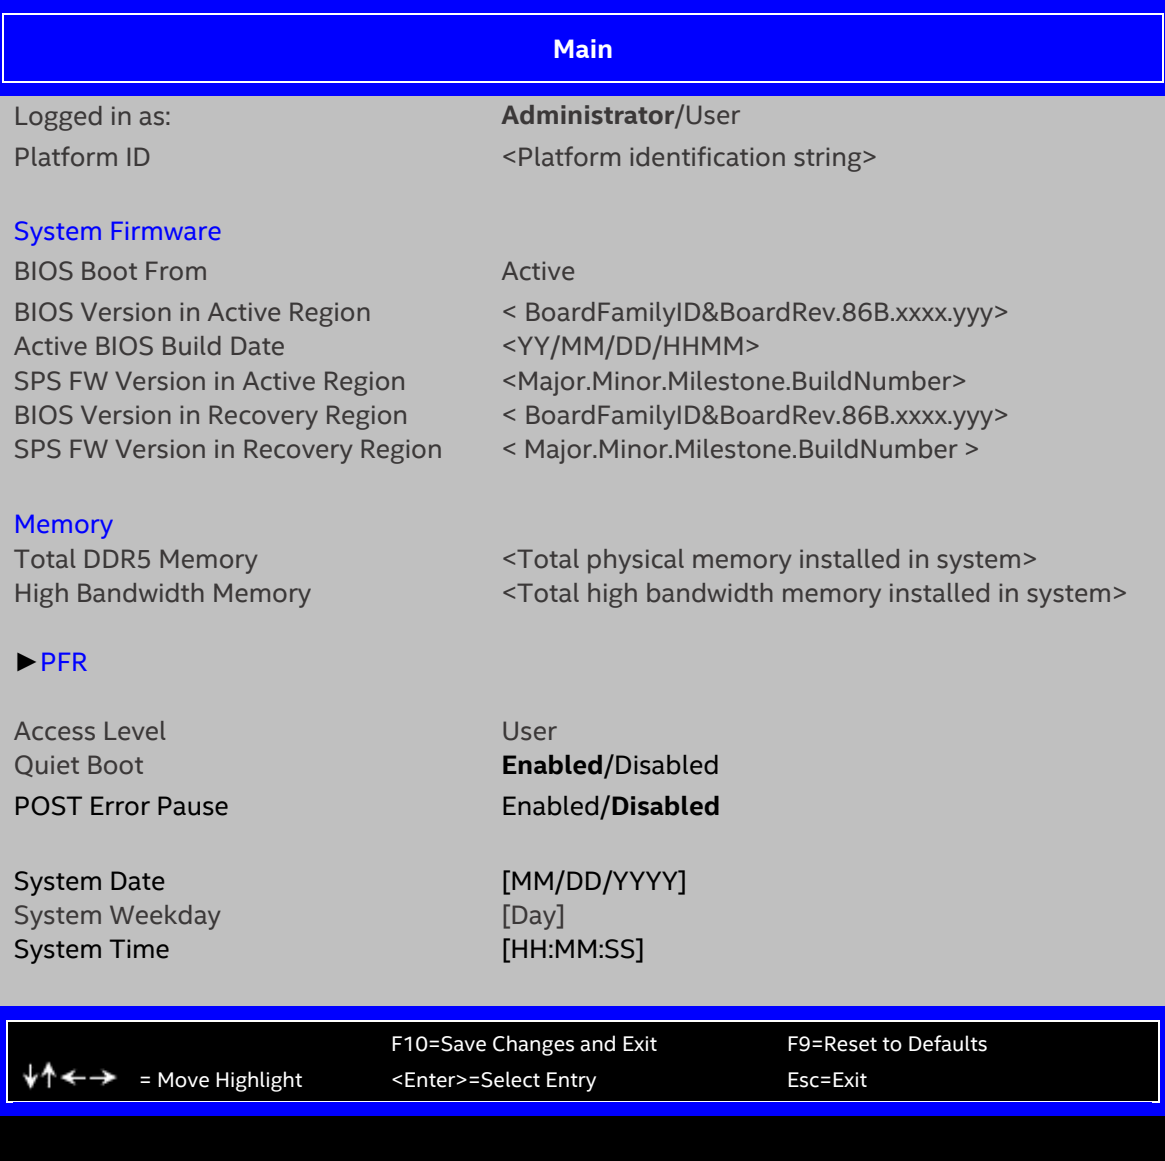 Main
Logged in as: Administrator/User
Platform ID <Platform identification string>
System Firmware
BIOS Boot From Active
BIOS Version in Active Region < BoardFamilyID&BoardRev.86B.xxxx.yyy>
Active BIOS Build Date <YY/MM/DD/HHMM>
SPS FW Version in Active Region <Major.Minor.Milestone.BuildNumber>
BIOS Version in Recovery Region < BoardFamilyID&BoardRev.86B.xxxx.yyy>
SPS FW Version in Recovery Region < Major.Minor.Milestone.BuildNumber >
Memory
Total DDR5 Memory <Total physical memory installed in system>
High Bandwidth Memory <Total high bandwidth memory installed in system>
►PFR
Access Level User
Quiet Boot Enabled/Disabled
POST Error Pause Enabled/Disabled
System Date [MM/DD/YYYY]
System Weekday [Day]
System Time [HH:MM:SS]
F10=Save Changes and Exit F9=Reset to Defaults
↓↑←→ = Move Highlight <Enter>=Select Entry Esc=Exit